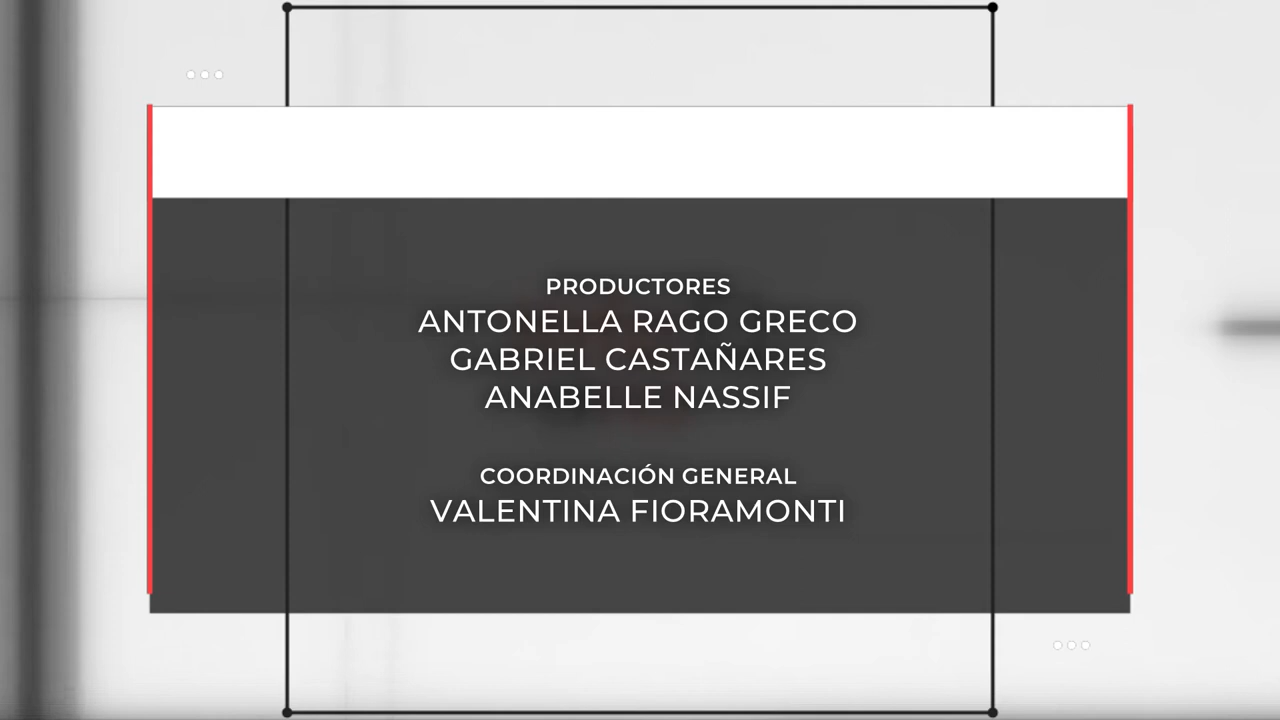 PRODUCTORES
ANTONELLA RAGO GRECO
GABRIEL CASTAÑARES
ANABELLE NASSIF
COORDINACIÓN GENERAL
VALENTINA FIORAMONTI